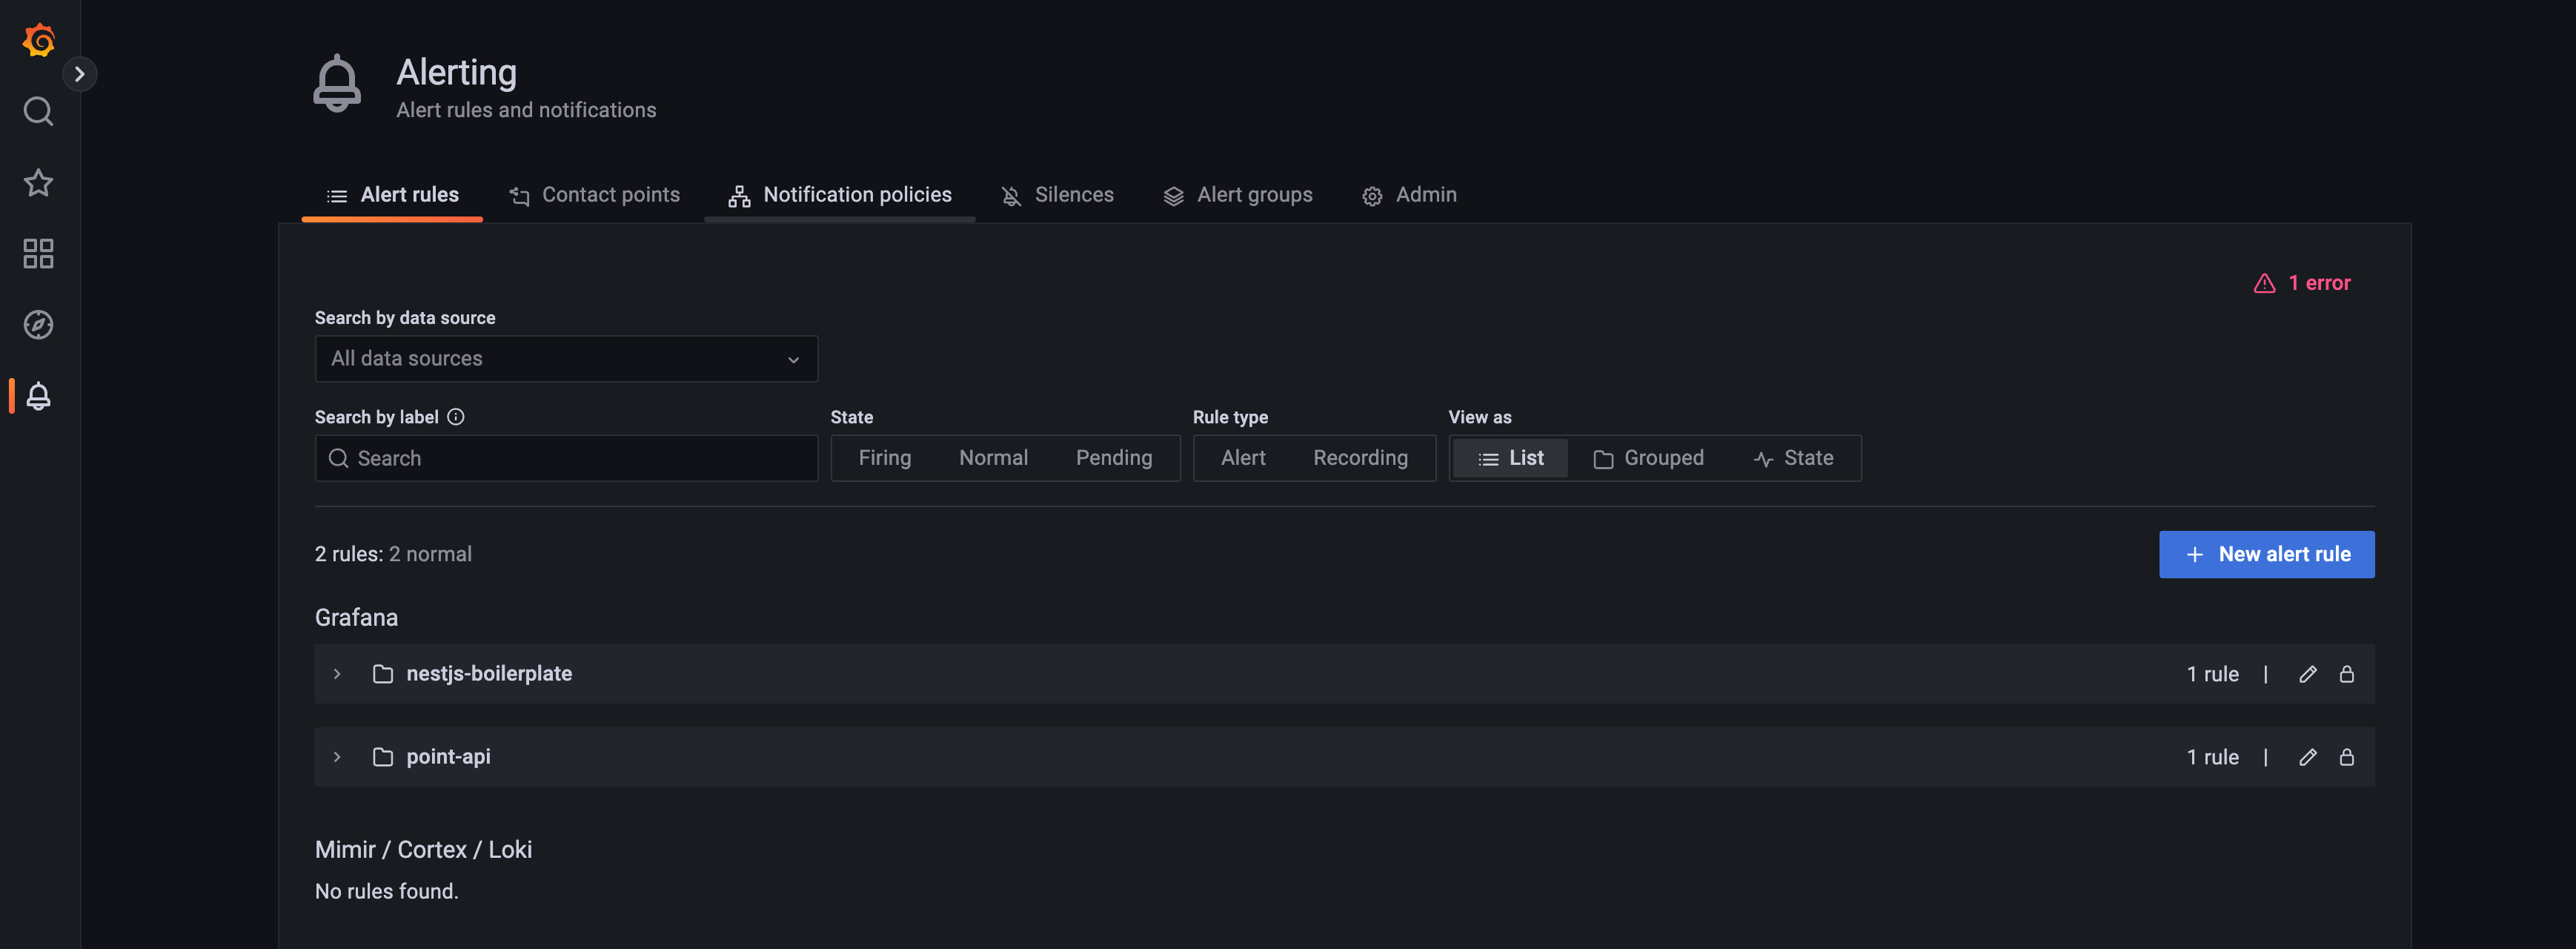 Alerting
Alert rules and notifications
Alert rules Contact points Notification policies Silences Alert groups Admin
1 error
Search by data source
All data sources
Search by label State Rule type View as
Search Firing Normal Pending Alert Recording List Grouped State
2 rules: 2 normal New alert rule
Grafana
nestjs-boilerplate 1 rule |
point-api 1 rule |
Mimir / Cortex / Loki
No rules found.